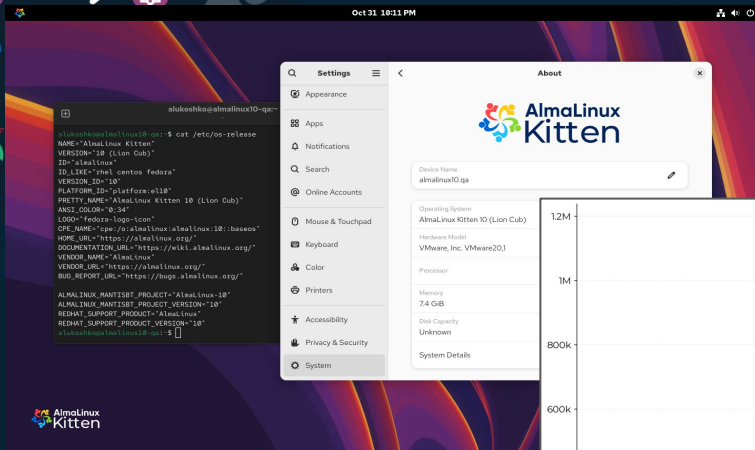 Oct 31 10:11 PM
alukoshko@almalinux10-qa:~
alukoshko@almalinux10-qa:~$ cat /etc/os-release
NAME="AlmaLinux Kitten"
VERSION="10 (Lion Cub)"
ID="almalinux"
ID_LIKE="rhel centos fedora"
VERSION_ID="10"
PLATFORM_ID="platform:el10"
PRETTY_NAME="AlmaLinux Kitten 10 (Lion Cub)"
ANSI_COLOR="0;34"
LOGO="fedora-logo-icon"
CPE_NAME="cpe:/o:almalinux:almalinux:10::baseos"
HOME_URL="https://almalinux.org/"
DOCUMENTATION_URL="https://wiki.almalinux.org/"
VENDOR_NAME="AlmaLinux"
VENDOR_URL="https://almalinux.org/"
BUG_REPORT_URL="https://bugs.almalinux.org/"
ALMALINUX_MANTISBT_PROJECT="AlmaLinux-10"
ALMALINUX_MANTISBT_PROJECT_VERSION="10"
REDHAT_SUPPORT_PRODUCT="AlmaLinux"
REDHAT_SUPPORT_PRODUCT_VERSION="10"
alukoshko@almalinux10-qa:~$
Settings
Appearance
Apps
Notifications
Search
Online Accounts
Mouse & Touchpad
Keyboard
Color
Printers
Accessibility
Privacy & Security
System
About
AlmaLinux
Kitten
Device Name
almalinux10.qa
Operating System
AlmaLinux Kitten 10 (Lion Cub)
Hardware Model
VMware, Inc. VMware20,1
Processor
Memory
7.4 GiB
Disk Capacity
Unknown
System Details
1.2M
1M
800k
600k
AlmaLinux
Kitten